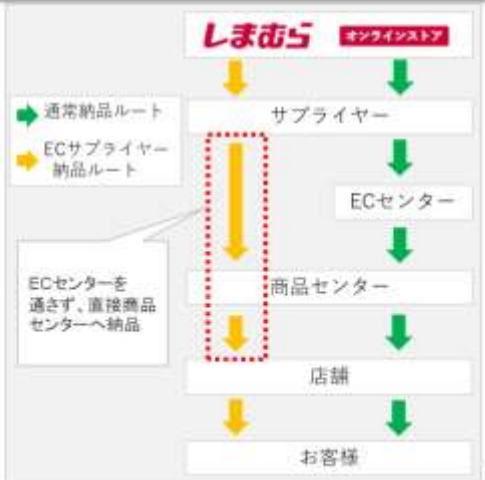 しまむら オンラインストア
通常納品ルート
サプライヤー
ECサプライヤー
納品ルート
ECセンター
ECセンターを
通さず、直接商品
センターへ納品
商品センター
店舗
お客様